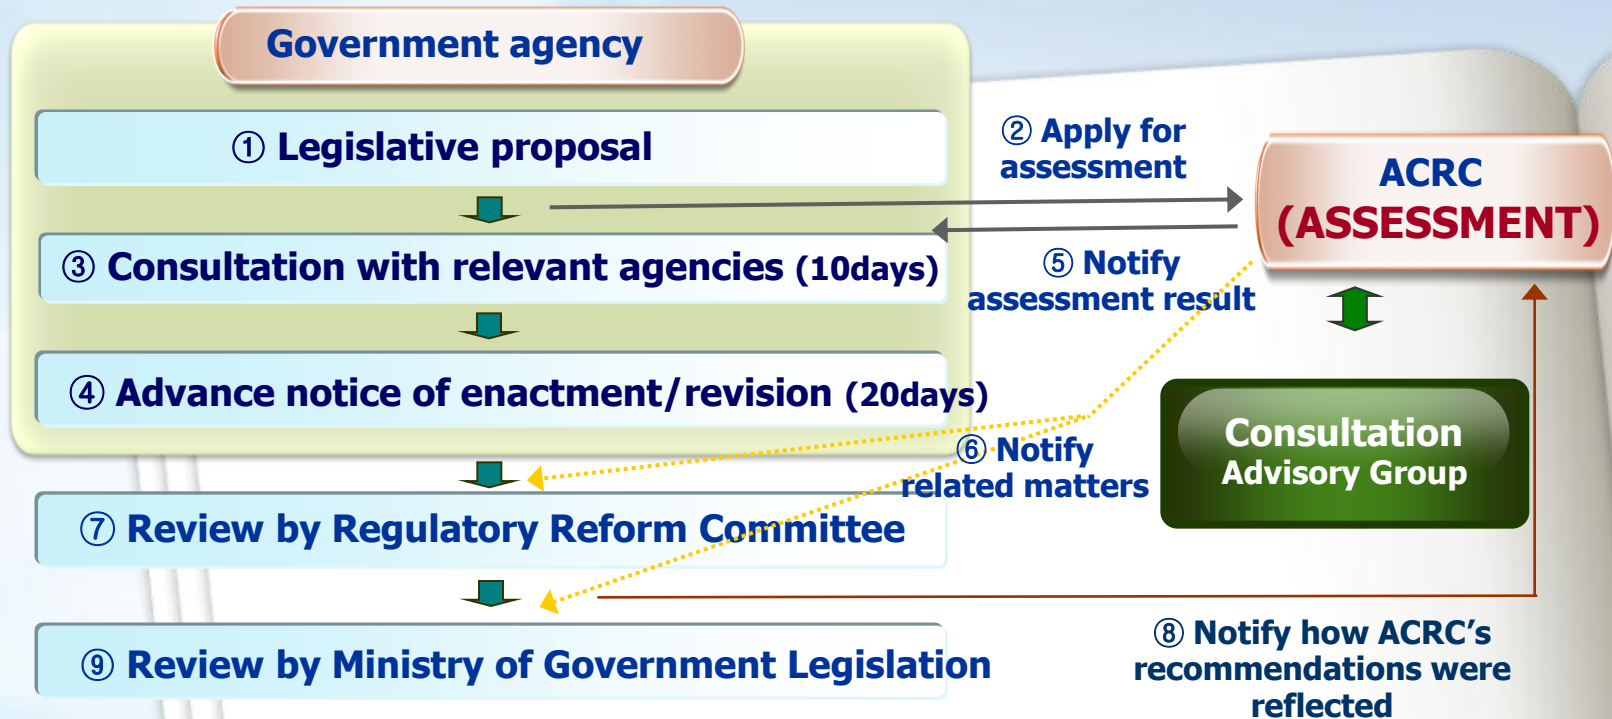 Government agency
① Legislative proposal
② Apply for
assessment
ACRC
(ASSESSMENT)
③ Consultation with relevant agencies (10days)
⑤ Notify
assessment result
④ Advance notice of enactment/revision (20days)
⑥ Notify
related matters
Consultation
Advisory Group
⑦ Review by Regulatory Reform Committee
⑨ Review by Ministry of Government Legislation
⑧ Notify how ACRC’s
recommendations were
reflected